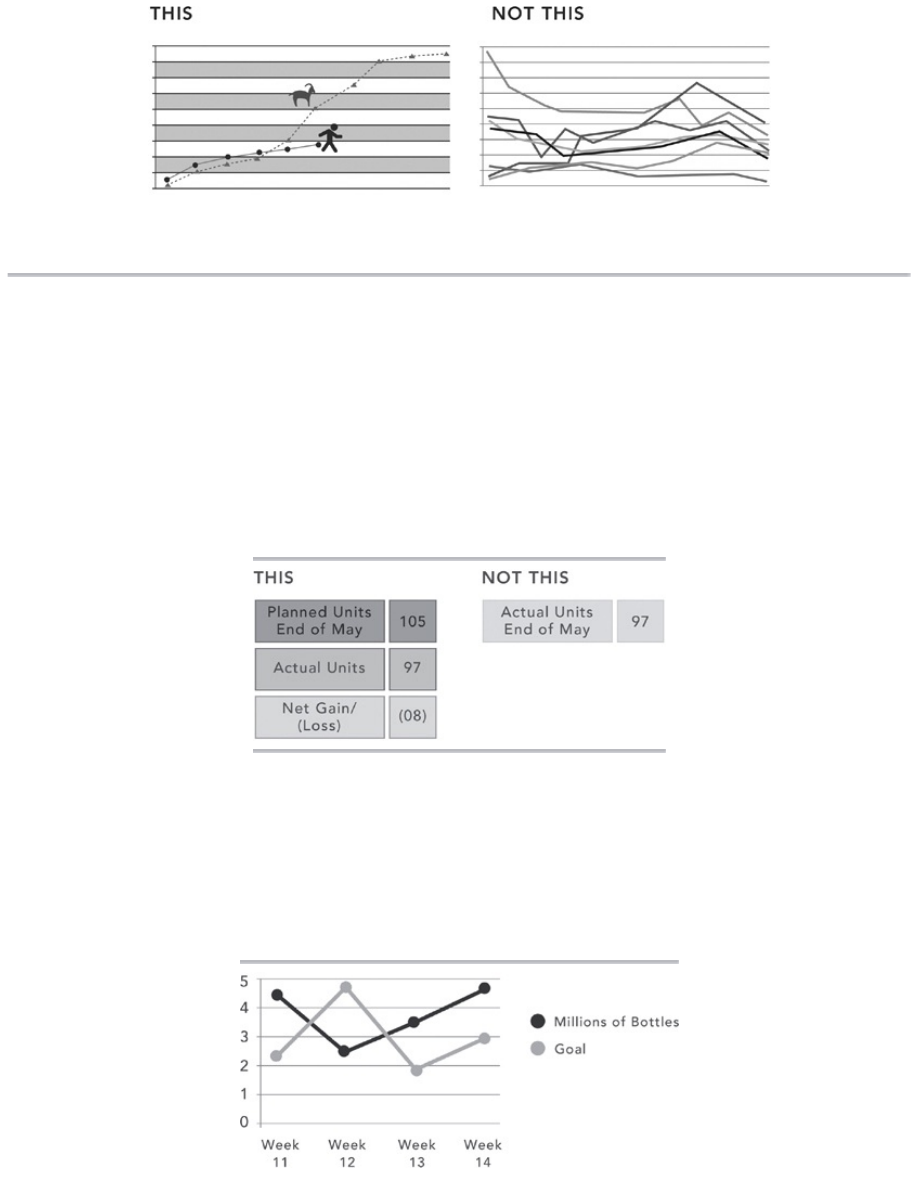 THIS
NOT THIS
THIS
NOT THIS
Planned Units
End of May
105
Actual Units
97
Net Gain/
(Loss)
(08)
Actual Units
End of May
97
5
4
3
2
1
0
Week
11
Week
12
Week
13
Week
14
Millions of Bottles
Goal